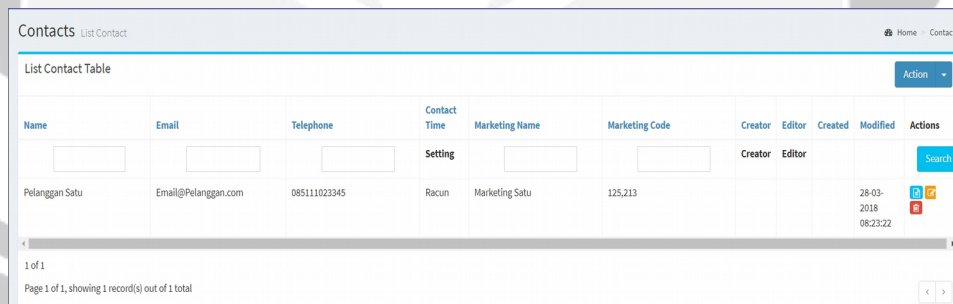 Contacts List Contact
Home > Contac
List Contact Table
Action
Name Email Telephone Contact Time Marketing Name Marketing Code Creator Editor Created Modified Actions
Setting Creator Editor Search
Pelanggan Satu Email@Pelanggan.com 085111023345 Racun Marketing Satu 125,213 28-03-
2018
08:23:22
1 of 1
Page 1 of 1, showing 1 record(s) out of 1 total
< >